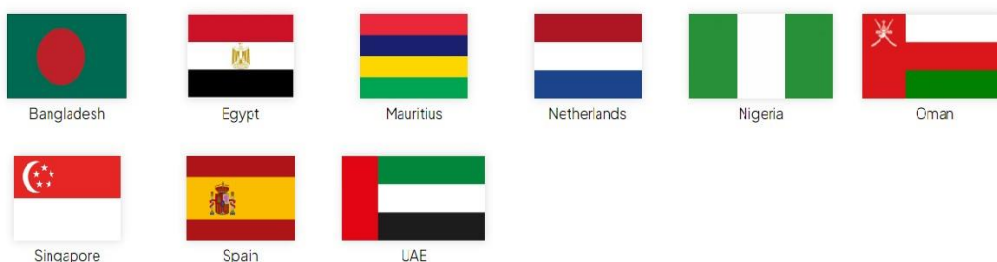 Bangladesh Egypt Mauritius Netherlands Nigeria Oman
Singapore Spain UAE